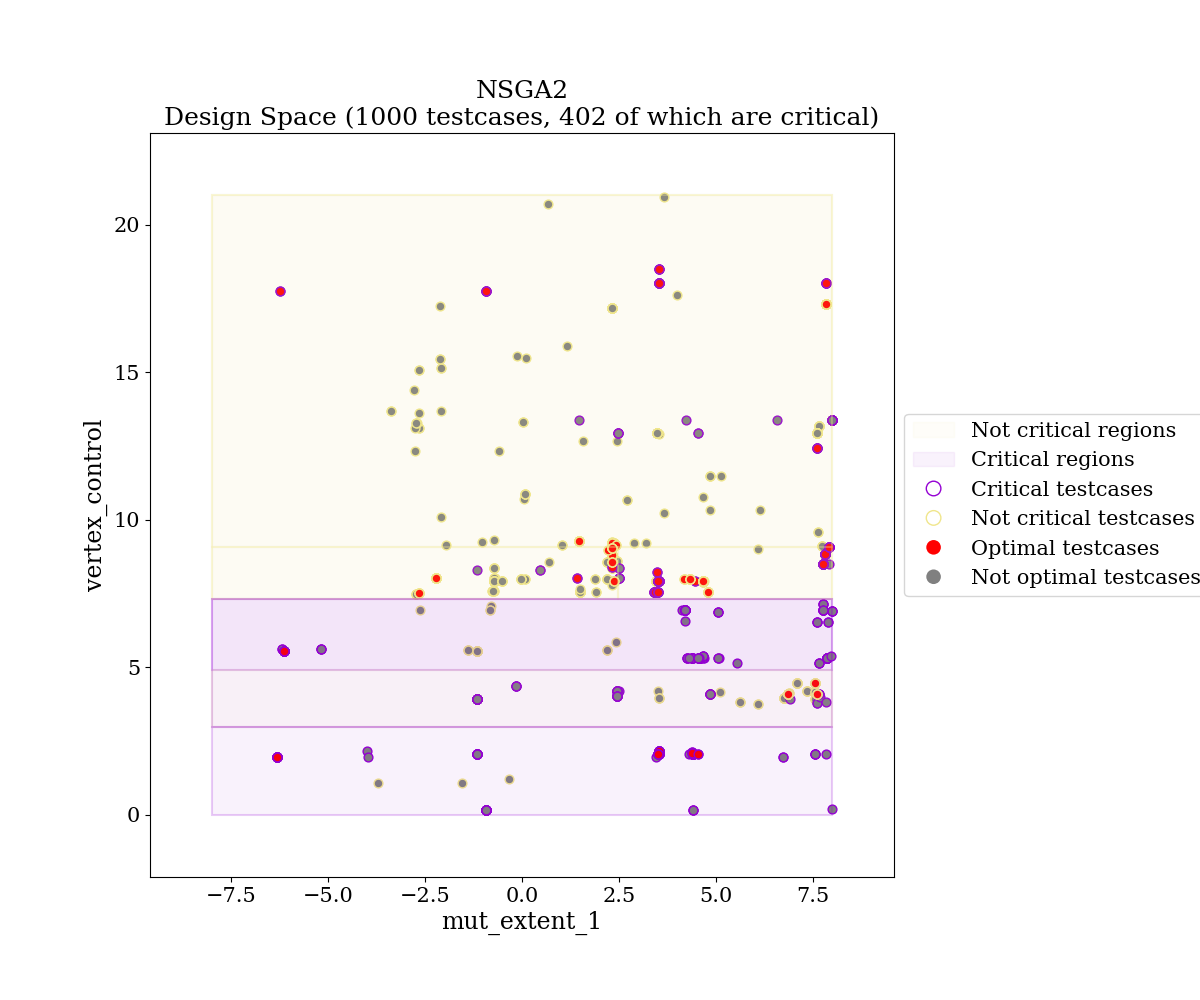 NSGA2
Design Space (1000 testcases, 402 of which are critical)
20
15
10
5
0
vertex_control
−7.5
−5.0
−2.5
0.0
2.5
5.0
7.5
mut_extent_1
Not critical regions
Critical regions
Critical testcases
Not critical testcases
Optimal testcases
Not optimal testcases